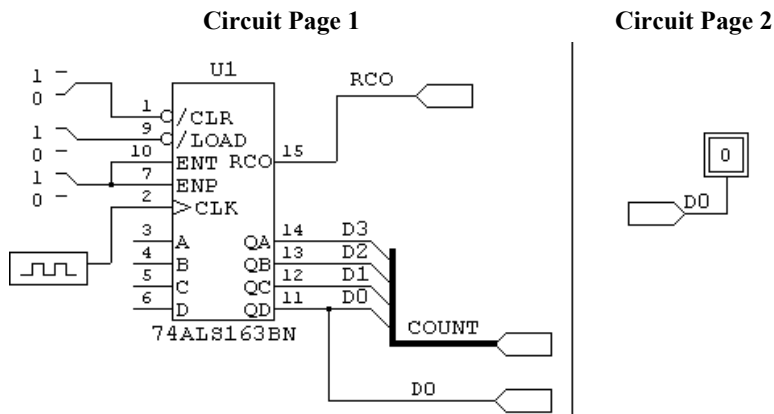 Circuit Page 1
Circuit Page 2
U1
RCO
1
0
1 /CLR
1
0
9 /LOAD
10 ENT RCO 15
1
0
7 ENP
2 CLK
3 A QA 14 D3
4 B QB 13 D2
5 C QC 12 D1
6 D QD 11 D0
74ALS163BN
COUNT
D0
0
D0